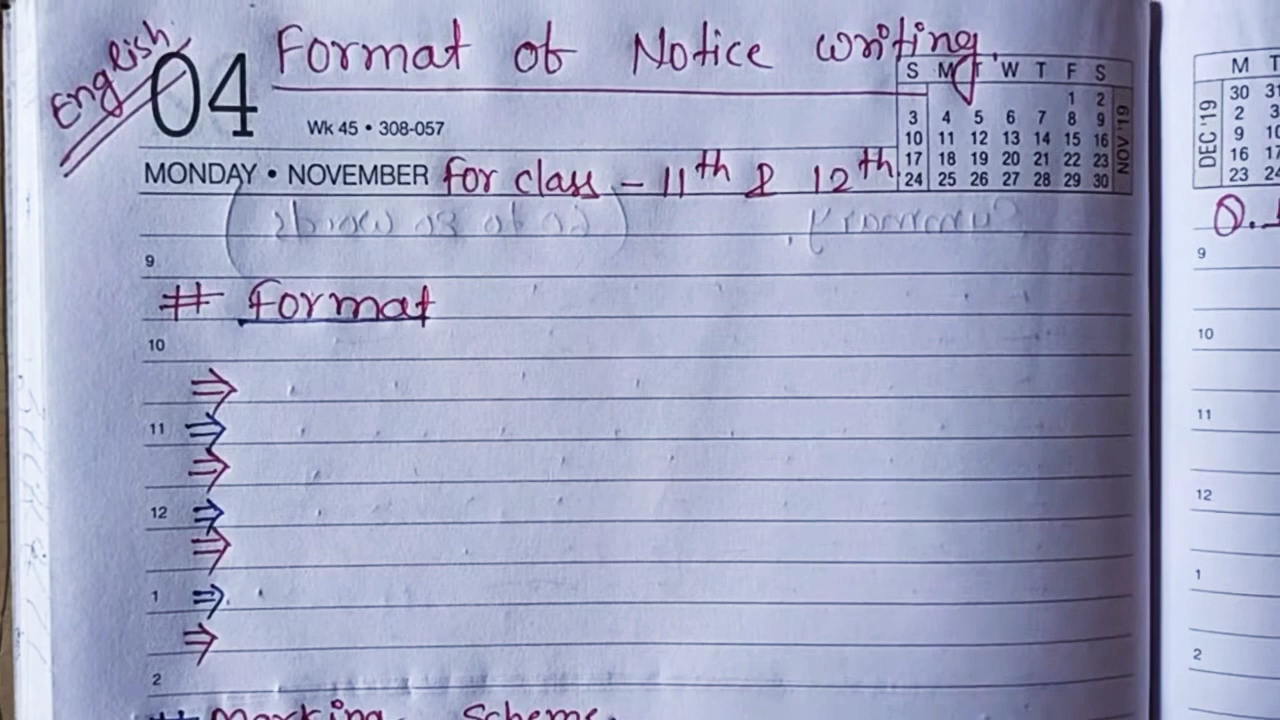 English
04 Format of Notice writing.
Wk 45 • 308-057
MONDAY • NOVEMBER for class - 11th & 12th
S M T W T F S
1 2
3 4 5 6 7 8 9
10 11 12 13 14 15 16
17 18 19 20 21 22 23
24 25 26 27 28 29 30
NOV '19
9
# Format
10
⇒
11 ⇒
⇒
12 ⇒
⇒
1 ⇒
⇒
2
# Marking Scheme.
M T
30 31
2 3
9 10
16 17
23 24
DEC '19
Q.
9
10
11
12
1
2